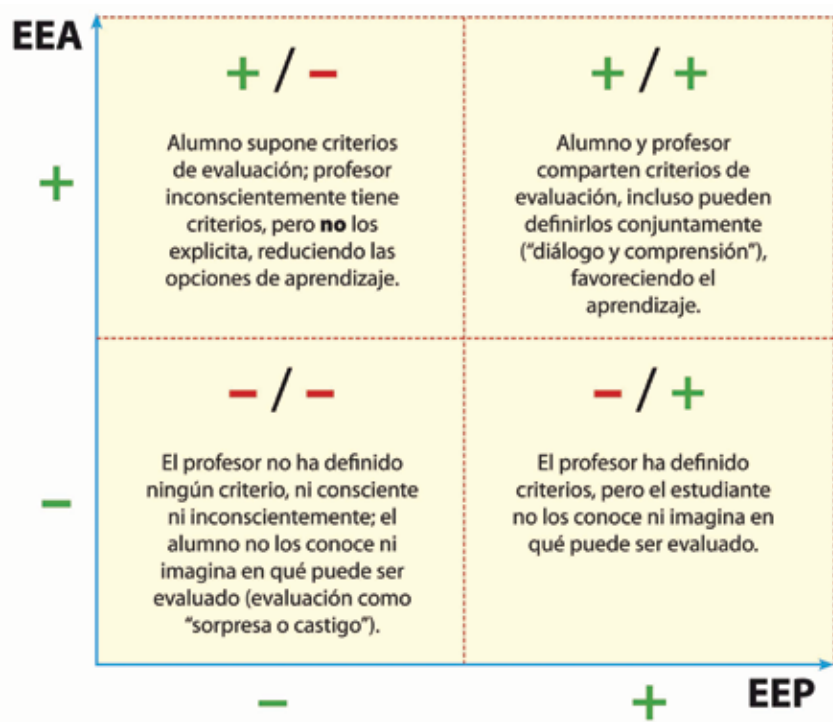 EEA
+ / –
Alumno supone criterios
de evaluación; profesor
inconscientemente tiene
criterios, pero no los
explicita, reduciendo las
opciones de aprendizaje.
+ / +
Alumno y profesor
comparten criterios de
evaluación, incluso pueden
definirlos conjuntamente
(“diálogo y comprensión”),
favoreciendo el
aprendizaje.
+
– / –
El profesor no ha definido
ningún criterio, ni consciente
ni inconscientemente; el
alumno no los conoce ni
imagina en qué puede ser
evaluado (evaluación como
“sorpresa o castigo”).
– / +
El profesor ha definido
criterios, pero el estudiante
no los conoce ni imagina en
qué puede ser evaluado.
–
– + EEP